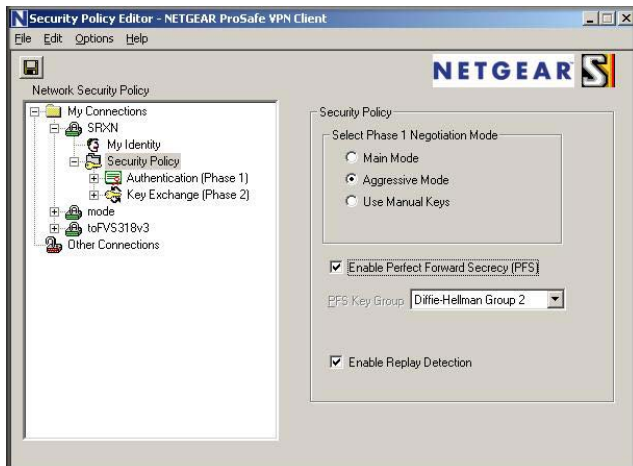 Security Policy Editor - NETGEAR ProSafe VPN Client
File Edit Options Help
NETGEAR
Network Security Policy
My Connections
SRXN
My Identity
Security Policy
Authentication (Phase 1)
Key Exchange (Phase 2)
mode
toFVS318v3
Other Connections
Security Policy
Select Phase 1 Negotiation Mode
Main Mode
Aggressive Mode
Use Manual Keys
Enable Perfect Forward Secrecy (PFS)
PFS Key Group Diffie-Hellman Group 2
Enable Replay Detection